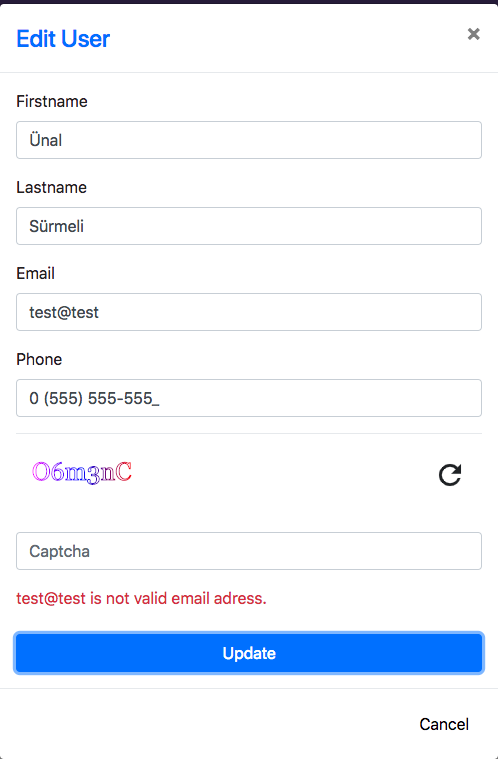 Edit User
×
Firstname
Ünal
Lastname
Sürmeli
Email
test@test
Phone
0 (555) 555-555_
O6m3nC
Captcha
test@test is not valid email adress.
Update
Cancel